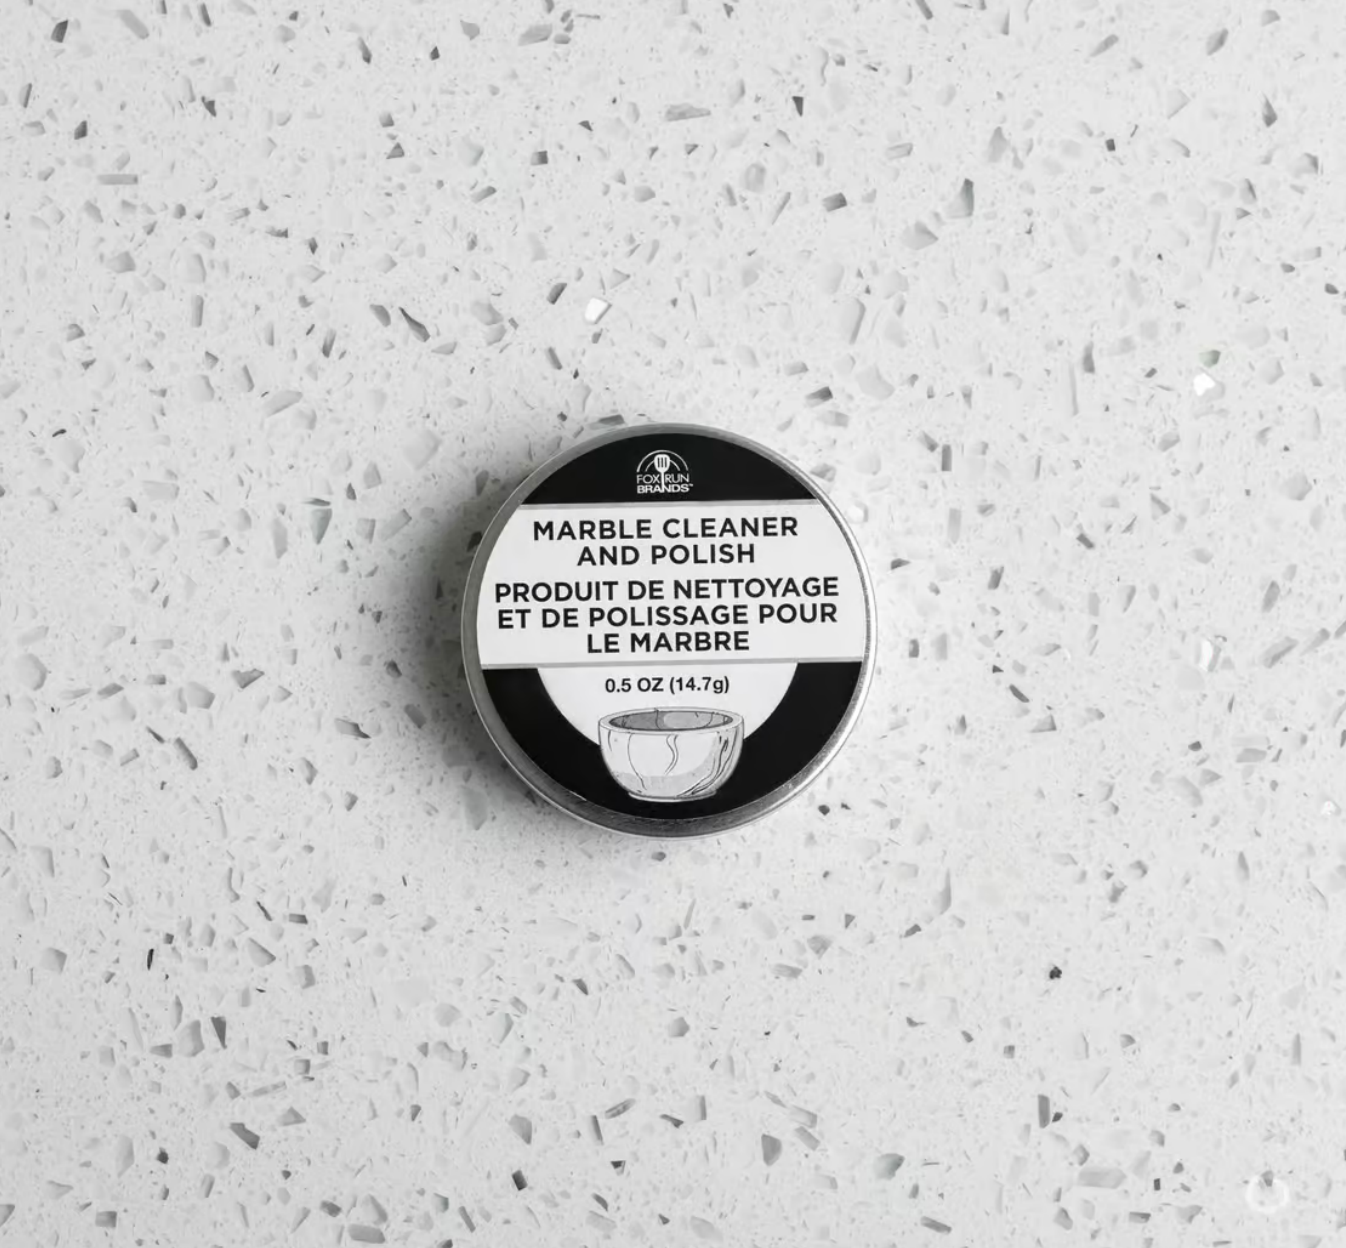 FOX RUN
BRANDS™
MARBLE CLEANER
AND POLISH
PRODUIT DE NETTOYAGE
ET DE POLISSAGE POUR
LE MARBRE
0.5 OZ (14.7g)